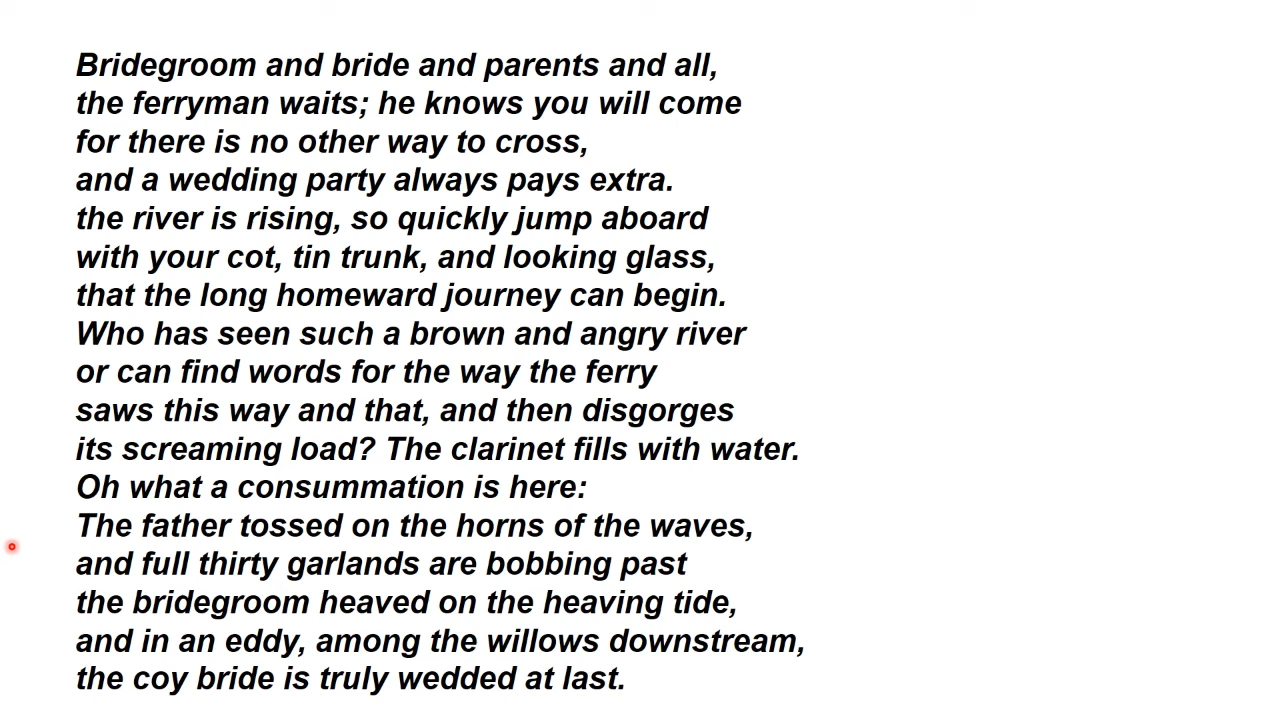 Bridegroom and bride and parents and all,
the ferryman waits; he knows you will come
for there is no other way to cross,
and a wedding party always pays extra.
the river is rising, so quickly jump aboard
with your cot, tin trunk, and looking glass,
that the long homeward journey can begin.
Who has seen such a brown and angry river
or can find words for the way the ferry
saws this way and that, and then disgorges
its screaming load? The clarinet fills with water.
Oh what a consummation is here:
The father tossed on the horns of the waves,
and full thirty garlands are bobbing past
the bridegroom heaved on the heaving tide,
and in an eddy, among the willows downstream,
the coy bride is truly wedded at last.